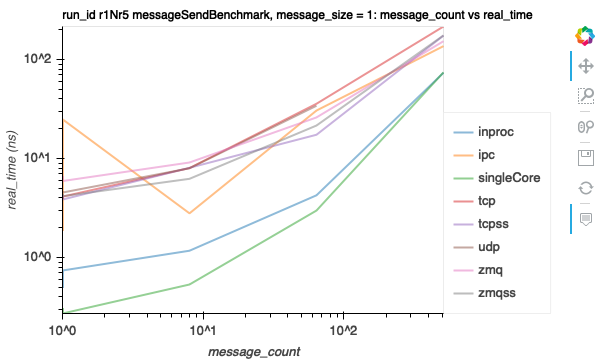 run_id r1Nr5 messageSendBenchmark, message_size = 1: message_count vs real_time
real_time (ns)
10^2
10^1
10^0
10^0
10^1
10^2
message_count
inproc
ipc
singleCore
tcp
tcpss
udp
zmq
zmqss